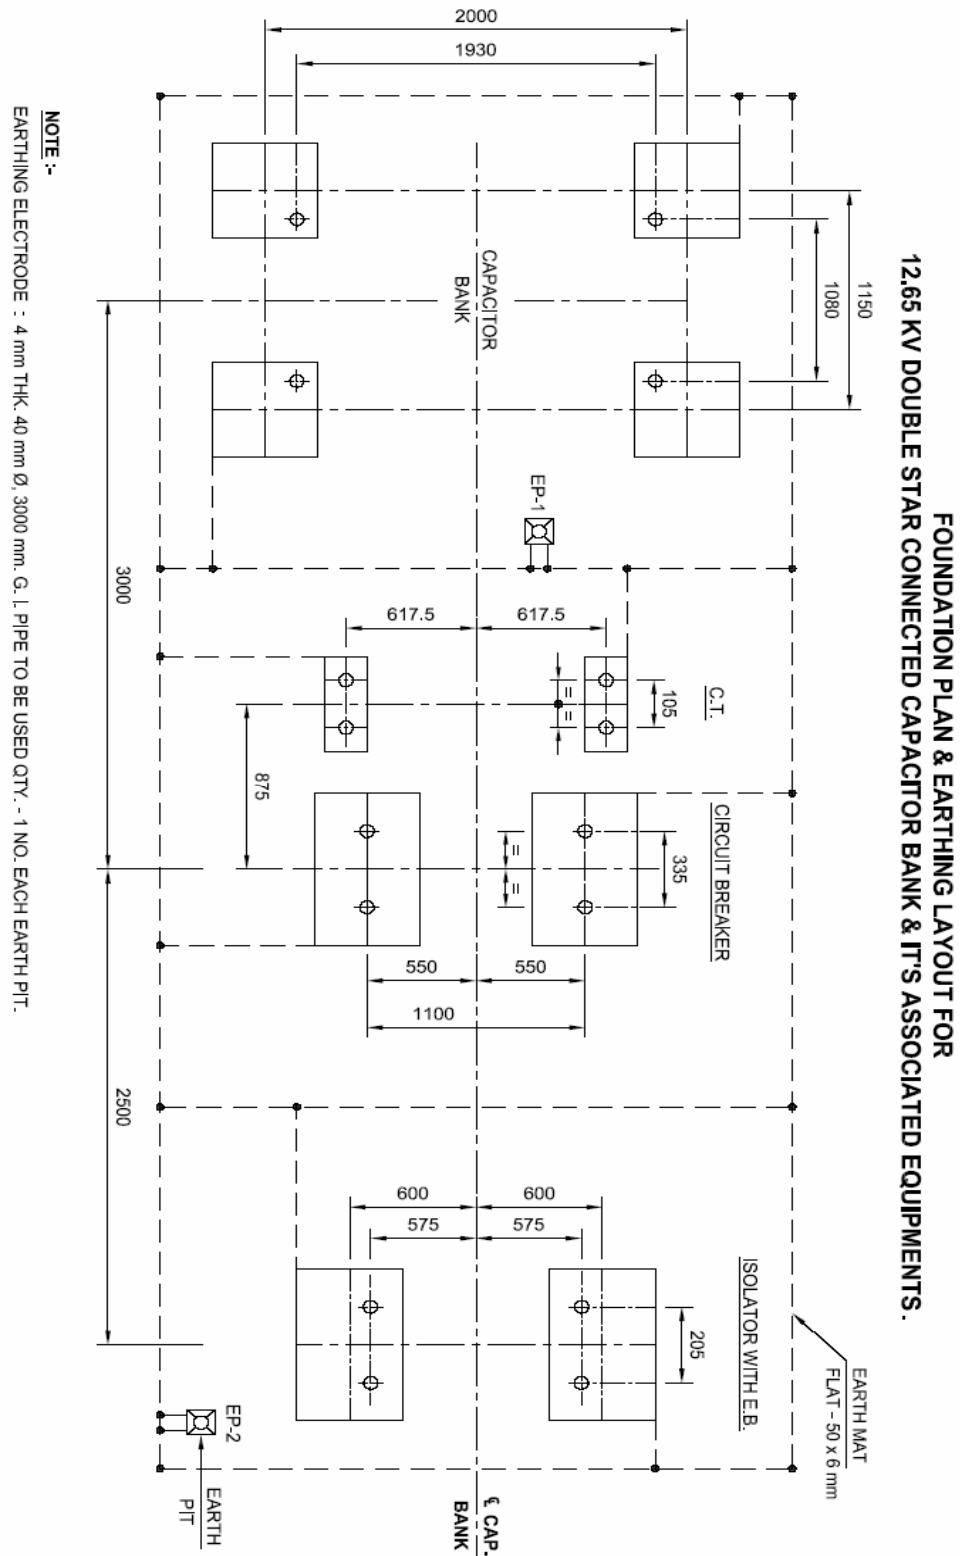 FOUNDATION PLAN & EARTHING LAYOUT FOR
12.65 KV DOUBLE STAR CONNECTED CAPACITOR BANK & IT'S ASSOCIATED EQUIPMENTS.
2000
1930
1150
1080
CAPACITOR
BANK
EP-1
3000
617.5
617.5
C.T.
105
=
=
875
CIRCUIT BREAKER
335
=
=
550
550
1100
2500
600
600
575
575
ISOLATOR WITH E.B.
205
EARTH MAT
FLAT - 50 x 6 mm
EP-2
EARTH
PIT
℄ CAP.
BANK
NOTE :-
EARTHING ELECTRODE : 4 mm THK. 40 mm Ø, 3000 mm. G. I. PIPE TO BE USED QTY. - 1 NO. EACH EARTH PIT.